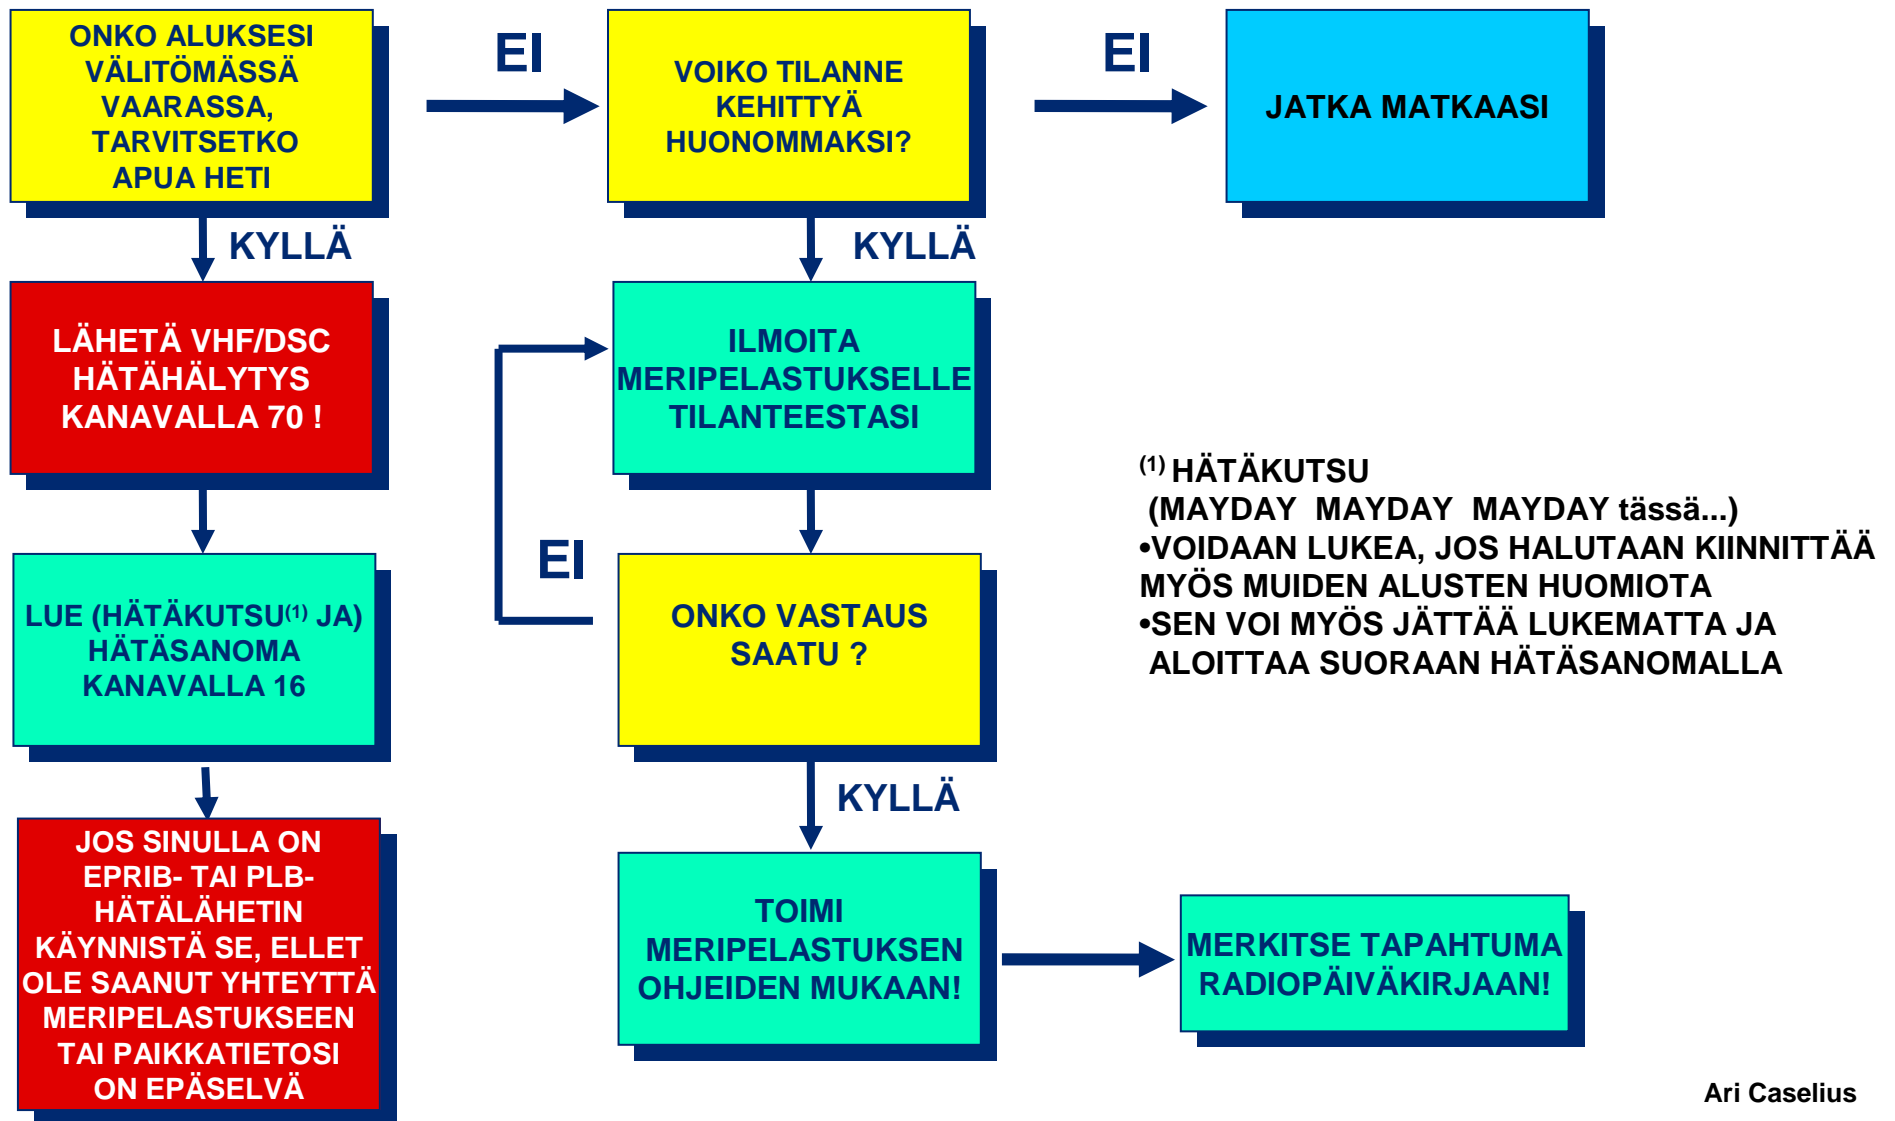 ONKO ALUKSESI
VÄLITÖMÄSSÄ
VAARASSA,
TARVITSETKO
APUA HETI
EI
VOIKO TILANNE
KEHITTYÄ
HUONOMMAKSI?
EI
JATKA MATKAASI
KYLLÄ
KYLLÄ
LÄHETÄ VHF/DSC
HÄTÄHÄLYTYS
KANAVALLA 70 !
ILMOITA
MERIPELASTUKSELLE
TILANTEESTASI
LUE (HÄTÄKUTSU(1) JA)
HÄTÄSANOMA
KANAVALLA 16
EI
ONKO VASTAUS
SAATU ?
(1) HÄTÄKUTSU
(MAYDAY MAYDAY MAYDAY tässä...)
•VOIDAAN LUKEA, JOS HALUTAAN KIINNITTÄÄ
MYÖS MUIDEN ALUSTEN HUOMIOTA
•SEN VOI MYÖS JÄTTÄÄ LUKEMATTA JA
ALOITTAA SUORAAN HÄTÄSANOMALLA
KYLLÄ
JOS SINULLA ON
EPRIB- TAI PLB-
HÄTÄLÄHETIN
KÄYNNISTÄ SE, ELLET
OLE SAANUT YHTEYTTÄ
MERIPELASTUKSEEN
TAI PAIKKATIETOSI
ON EPÄSELVÄ
TOIMI
MERIPELASTUKSEN
OHJEIDEN MUKAAN!
MERKITSE TAPAHTUMA
RADIOPÄIVÄKIRJAAN!
Ari Caselius